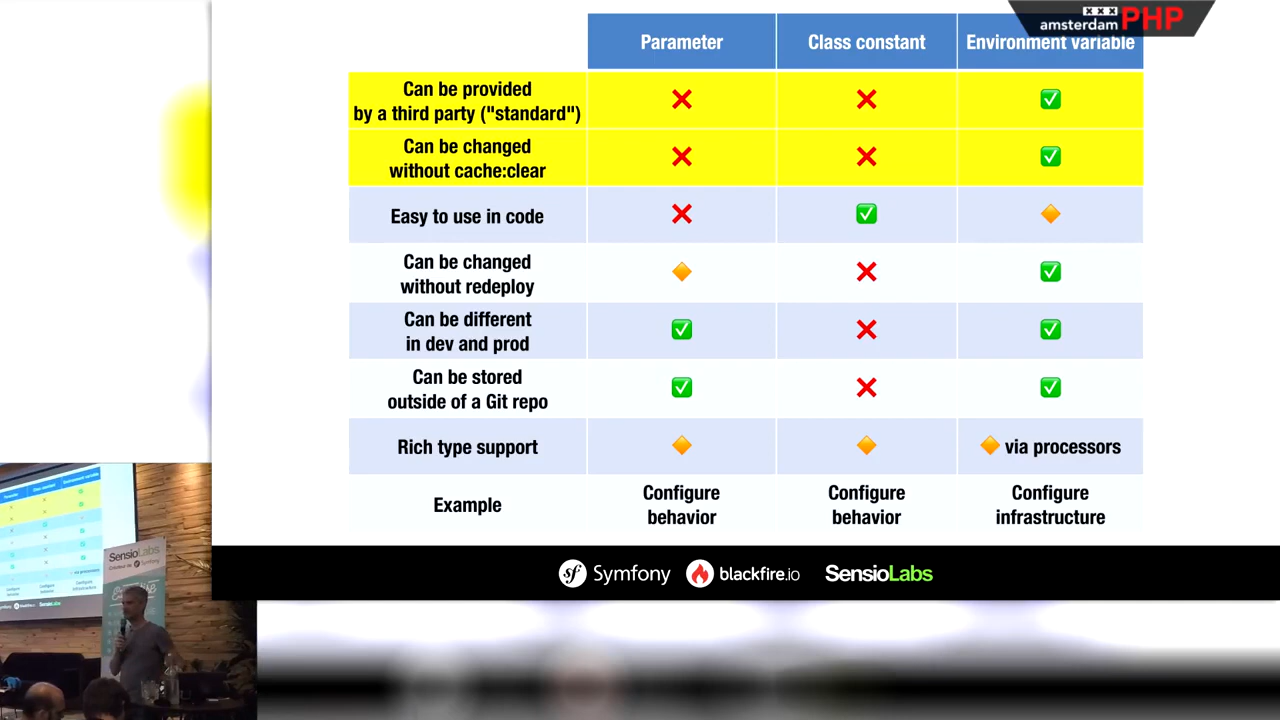 amsterdam PHP
Parameter
Class constant
Environment variable
Can be provided
by a third party ("standard")
Can be changed
without cache:clear
Easy to use in code
Can be changed
without redeploy
Can be different
in dev and prod
Can be stored
outside of a Git repo
Rich type support
via processors
Example
Configure
behavior
Configure
behavior
Configure
infrastructure
sf Symfony
blackfire.io
SensioLabs
SensioLabs
Symfony